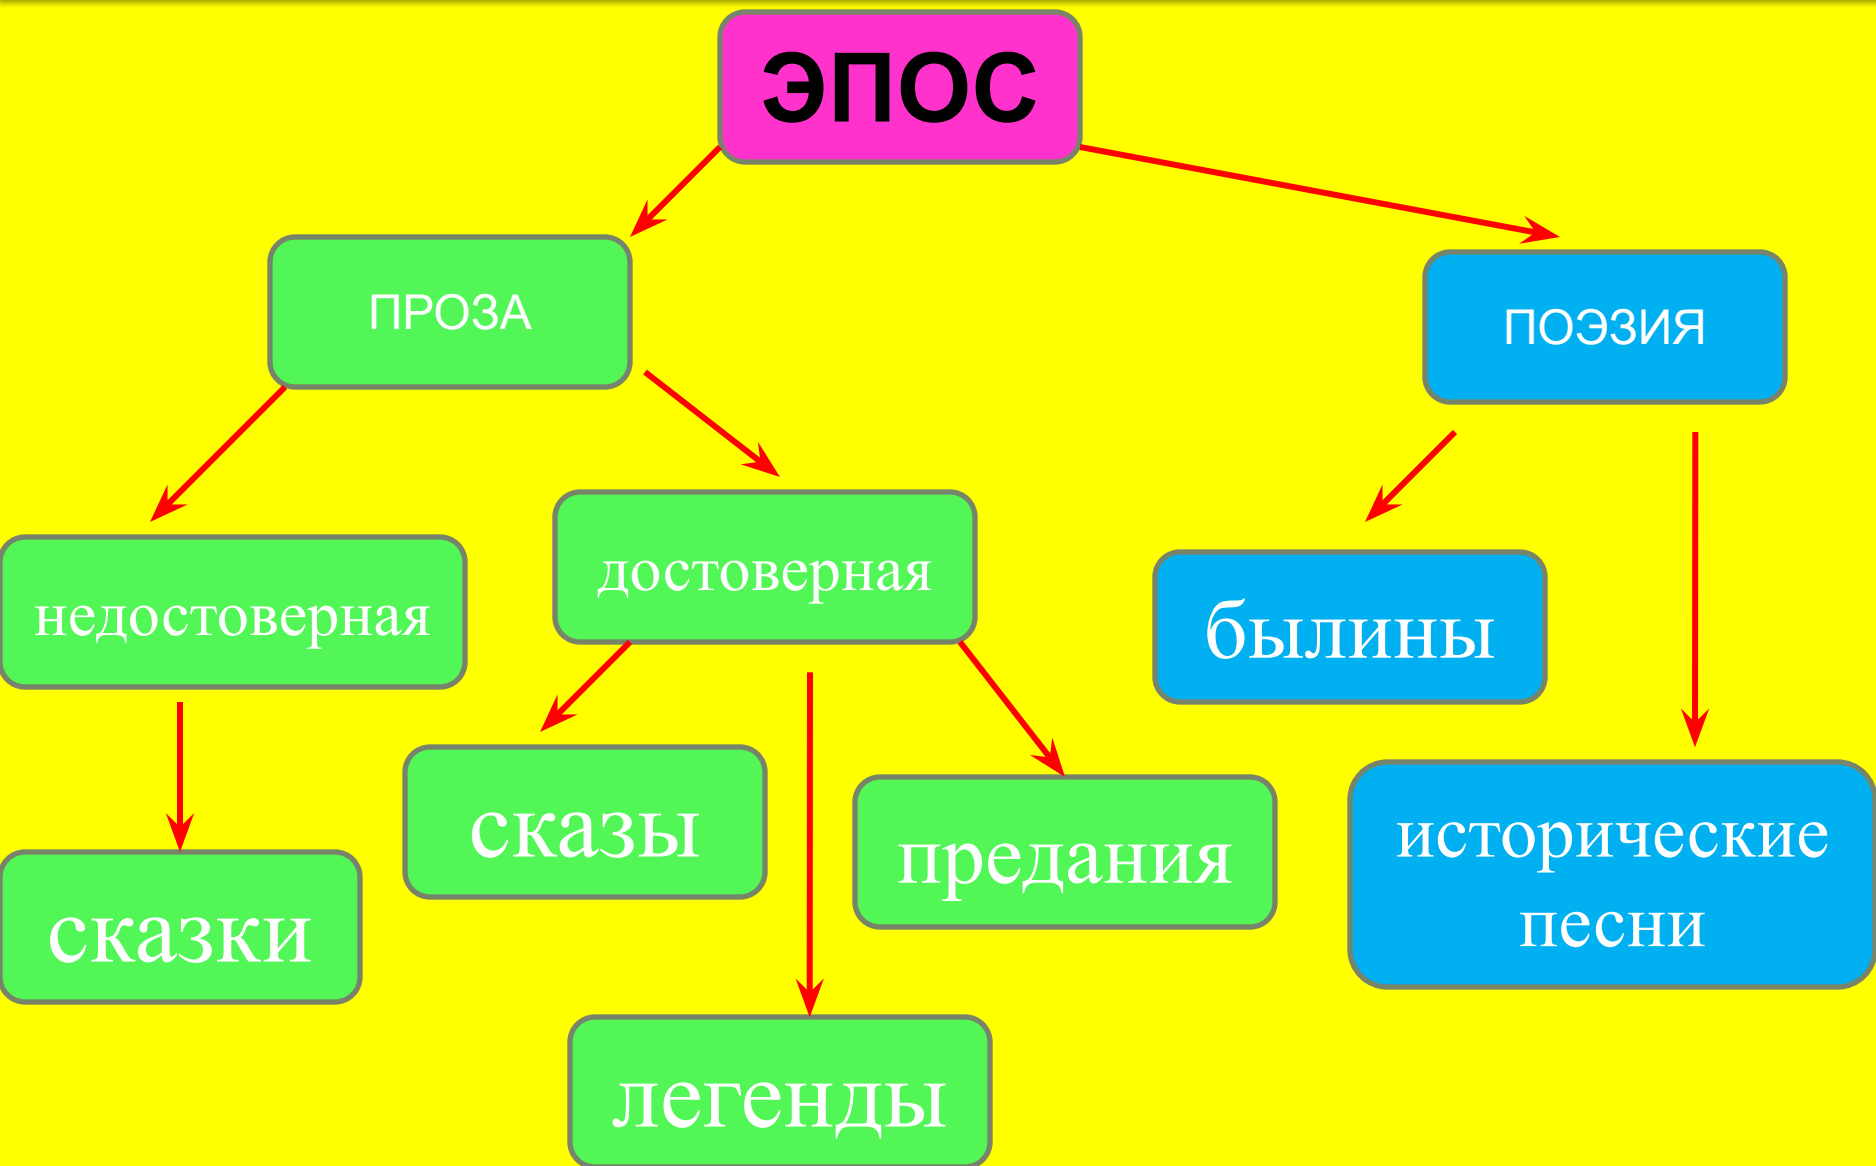 ЭПОС
ПРОЗА
ПОЭЗИЯ
недостоверная
достоверная
былины
сказки
сказы
предания
исторические
песни
легенды